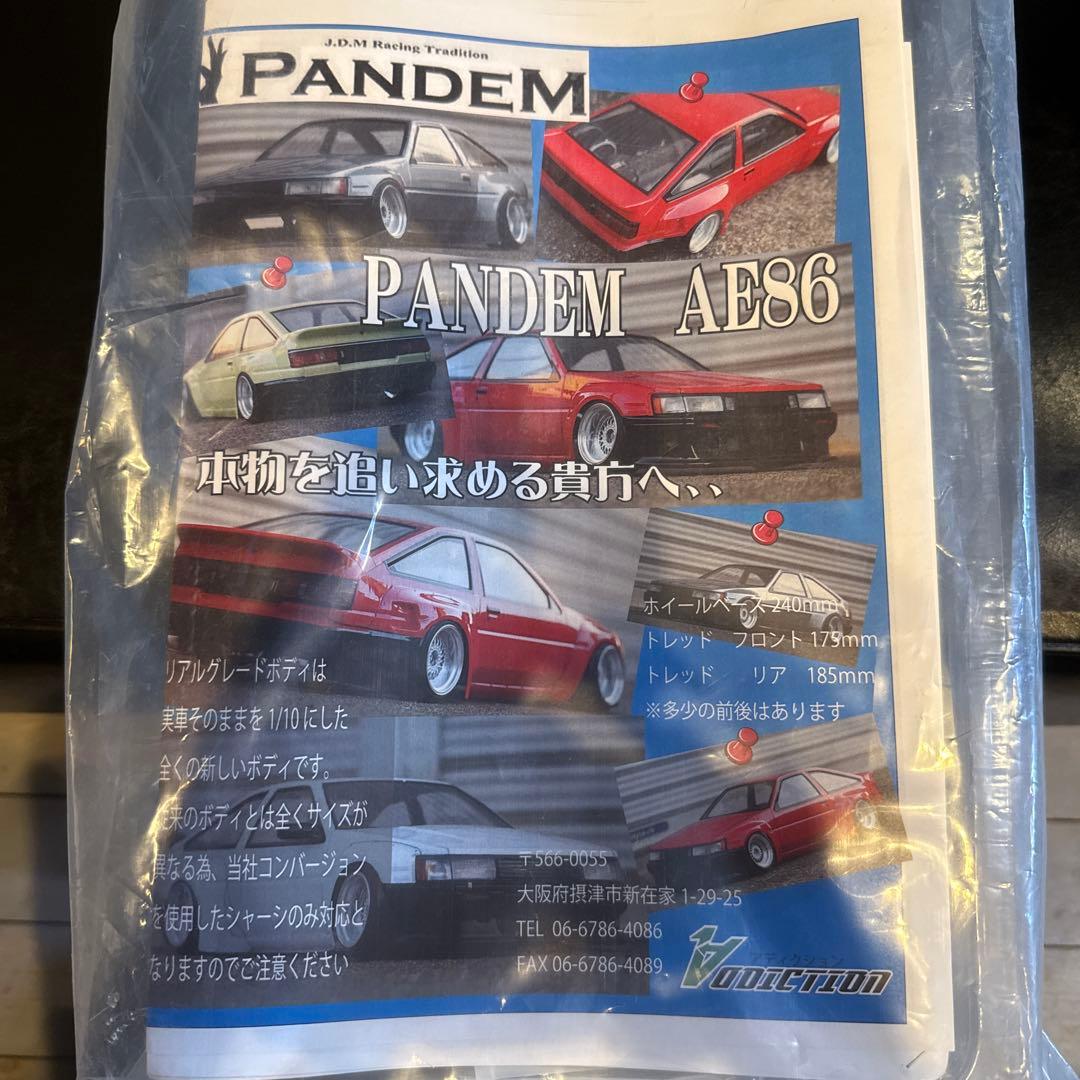 J.D.M Racing Tradition
PANDEM
PANDEM AE86
本物を追い求める貴方へ、、
ホイールベース 240mm
トレッド フロント 175mm
トレッド リア 185mm
※多少の前後はあります
リアルグレードボディは
実車そのままを 1/10 にした
全くの新しいボディです。
従来のボディとは全くサイズが
異なる為、当社コンバージョン
を使用したシャーシのみ対応と
なりますのでご注意ください
〒566-0055
大阪府摂津市新在家 1-29-25
TEL 06-6786-4086
FAX 06-6786-4089
アディクション
ADDICTION